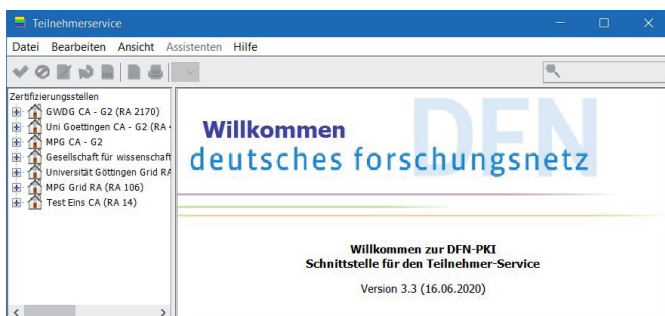 Teilnehmerservice
Datei Bearbeiten Ansicht Assistenten Hilfe
Zertifizierungsstellen
GWDG CA - G2 (RA 2170)
Uni Goettingen CA - G2 (RA
MPG CA - G2
Gesellschaft für wissenschaft
Universität Göttingen Grid RA
MPG Grid RA (RA 106)
Test Eins CA (RA 14)
DFN
Willkommen
deutsches forschungsnetz
Willkommen zur DFN-PKI
Schnittstelle für den Teilnehmer-Service
Version 3.3 (16.06.2020)